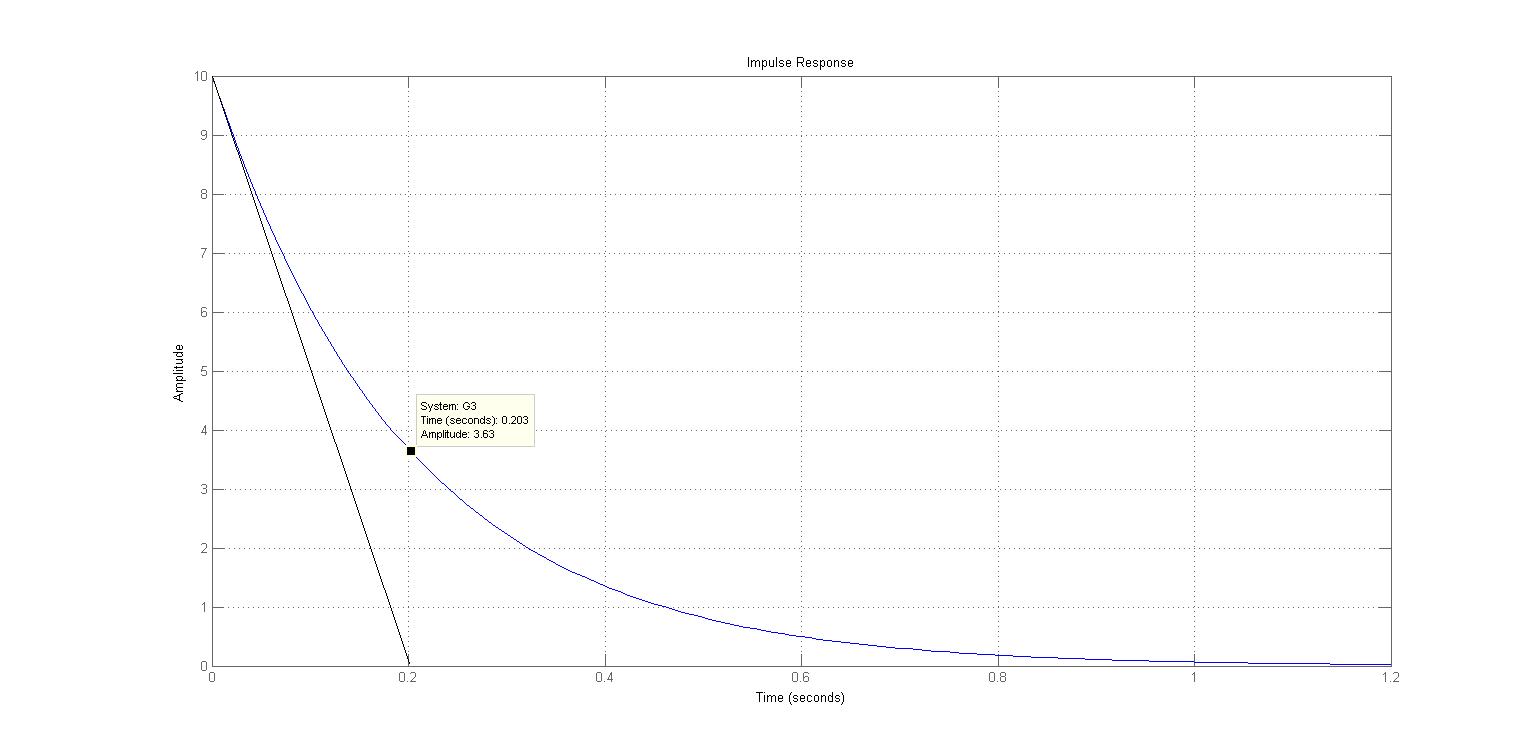 Impulse Response
10
9
8
7
6
5
4
3
2
1
0
Amplitude
System: G3
Time (seconds): 0.203
Amplitude: 3.63
0 0.2 0.4 0.6 0.8 1 1.2
Time (seconds)